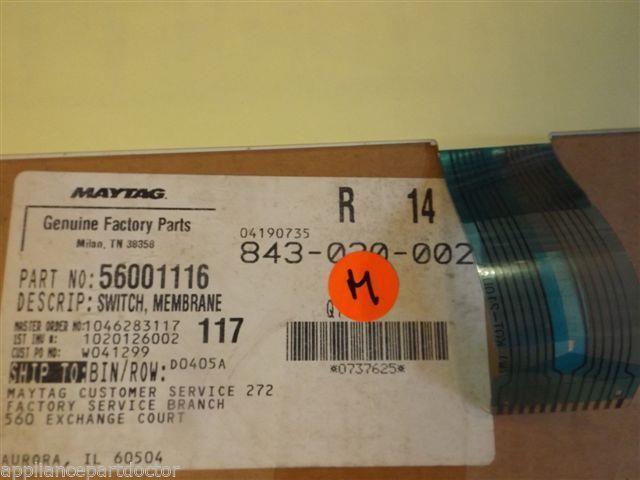 MAYTAG
Genuine Factory Parts
Milan, TN 38358
R 14
04190735
843-020-002
PART NO: 56001116
DESCRIP: SWITCH, MEMBRANE
MASTER ORDER NO: 1046283117 117
1ST INV #: 1020126002
CUST PO NO: W041299
SHIP TO: BIN/ROW: D0405A
MAYTAG CUSTOMER SERVICE 272
FACTORY SERVICE BRANCH
560 EXCHANGE COURT
AURORA, IL 60504
M
*0737625*
©appliancepartdoctor